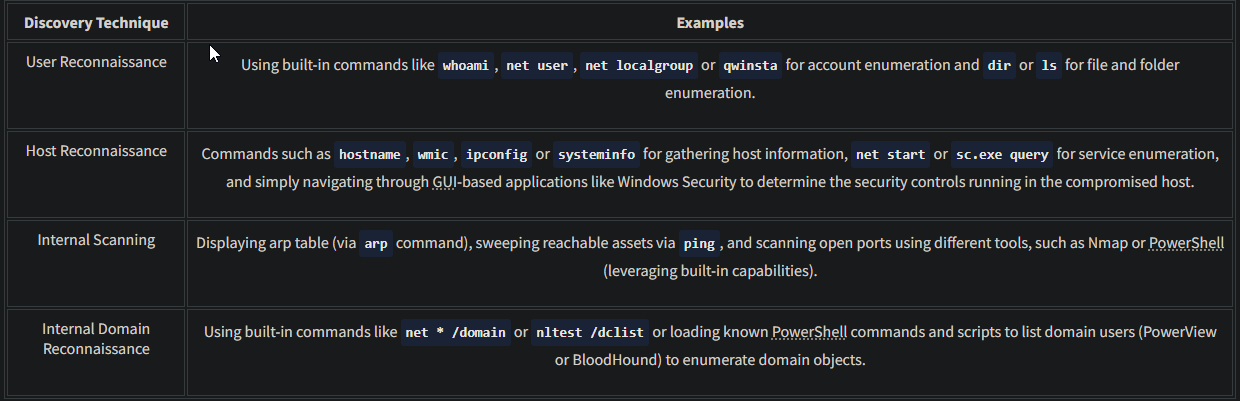 Discovery Technique
Examples
User Reconnaissance
Using built-in commands like whoami, net user, net localgroup or qwinsta for account enumeration and dir or ls for file and folder
enumeration.
Host Reconnaissance
Commands such as hostname, wmic, ipconfig or systeminfo for gathering host information, net start or sc.exe query for service enumeration,
and simply navigating through GUI-based applications like Windows Security to determine the security controls running in the compromised host.
Internal Scanning
Displaying arp table (via arp command), sweeping reachable assets via ping, and scanning open ports using different tools, such as Nmap or PowerShell
(leveraging built-in capabilities).
Internal Domain
Reconnaissance
Using built-in commands like net * /domain or nltest /dclist or loading known PowerShell commands and scripts to list domain users (PowerView
or BloodHound) to enumerate domain objects.